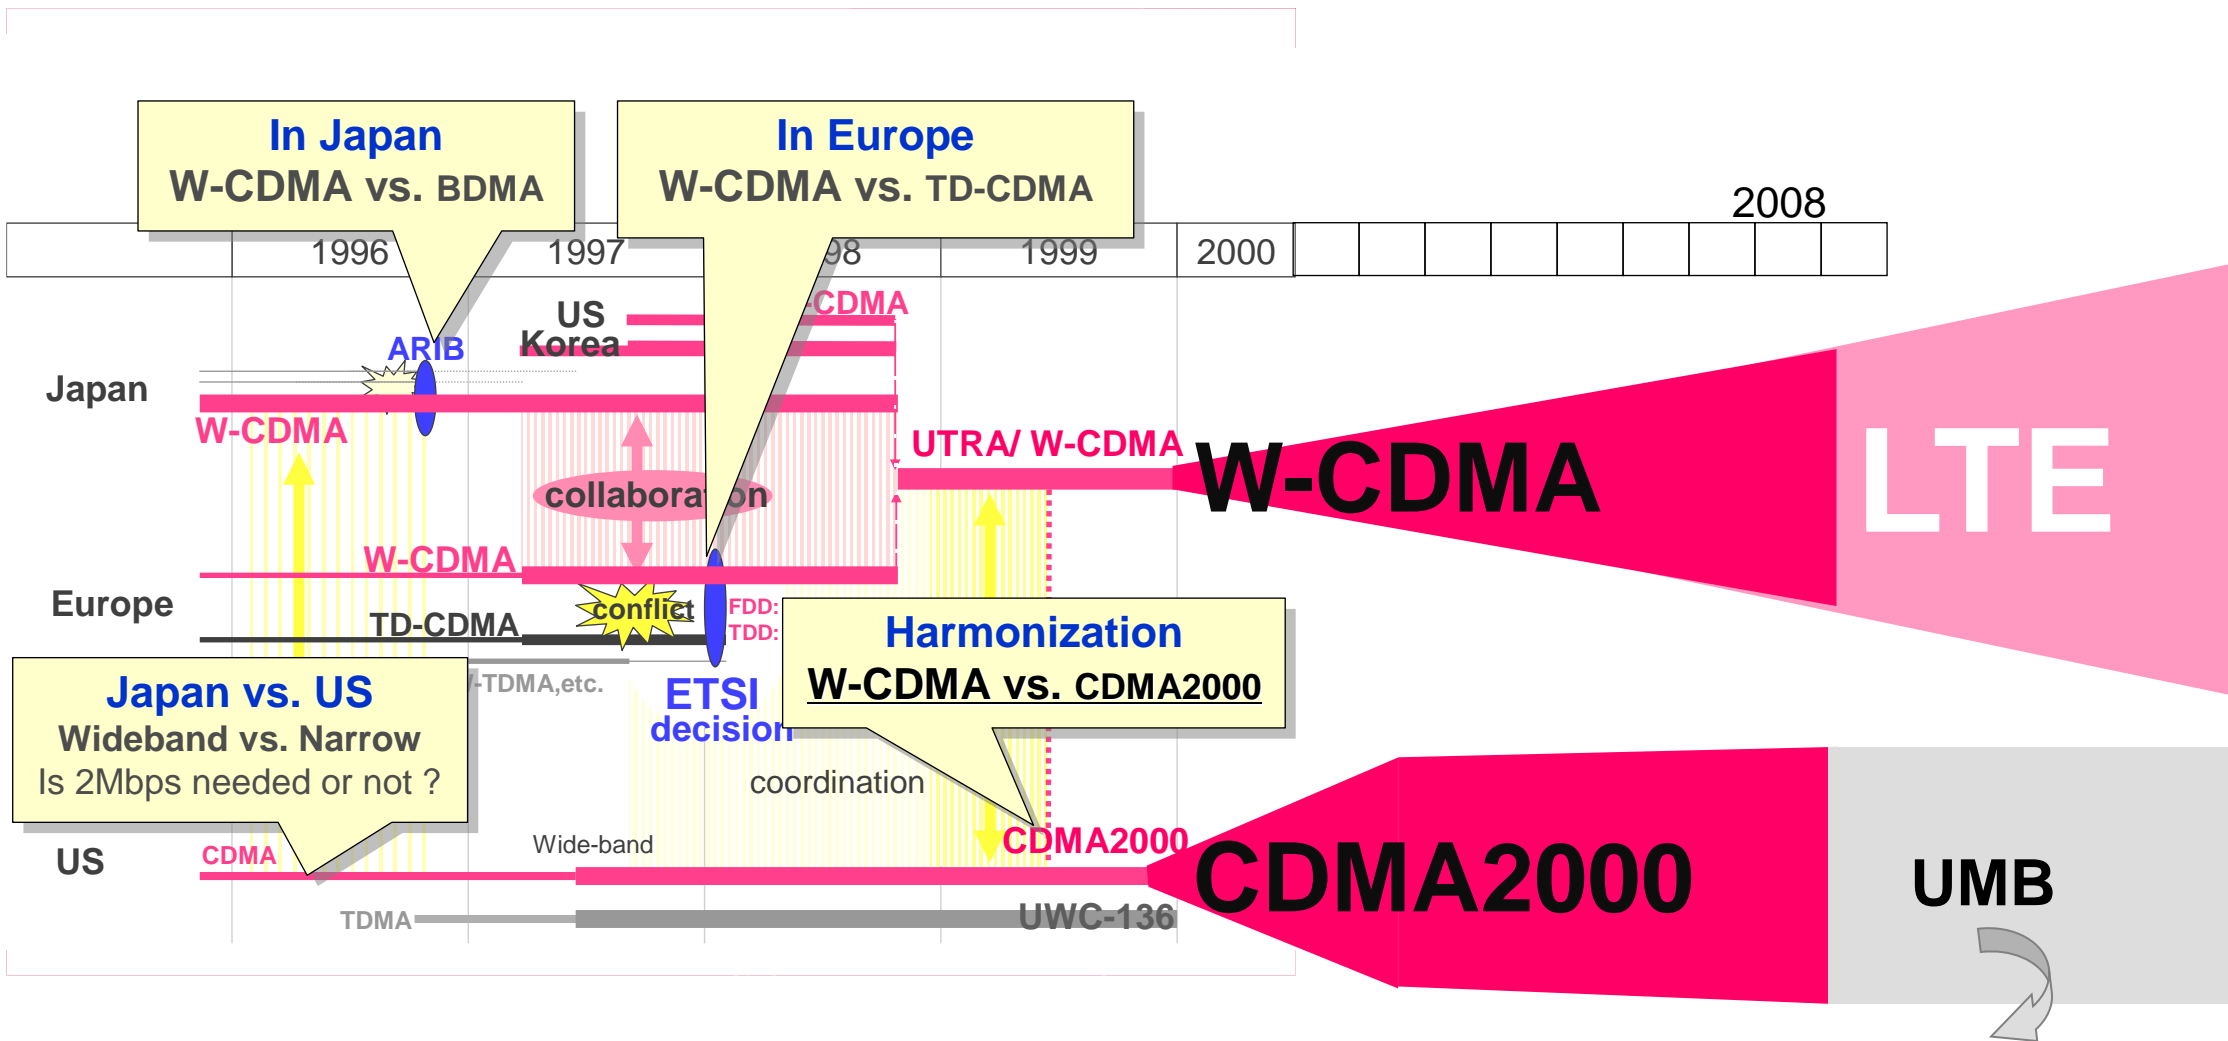 In Japan
W-CDMA vs. BDMA
In Europe
W-CDMA vs. TD-CDMA
2008
1996
1997
98
1999
2000
US
-CDMA
Korea
ARIB
Japan
W-CDMA
UTRA/ W-CDMA
W-CDMA
LTE
collaboration
W-CDMA
Europe
conflict
FDD:
TD-CDMA
TDD:
Harmonization
W-CDMA vs. CDMA2000
-TDMA,etc.
ETSI
decision
Japan vs. US
Wideband vs. Narrow
Is 2Mbps needed or not ?
coordination
Wide-band
CDMA2000
US
CDMA
CDMA2000
UMB
TDMA
UWC-136